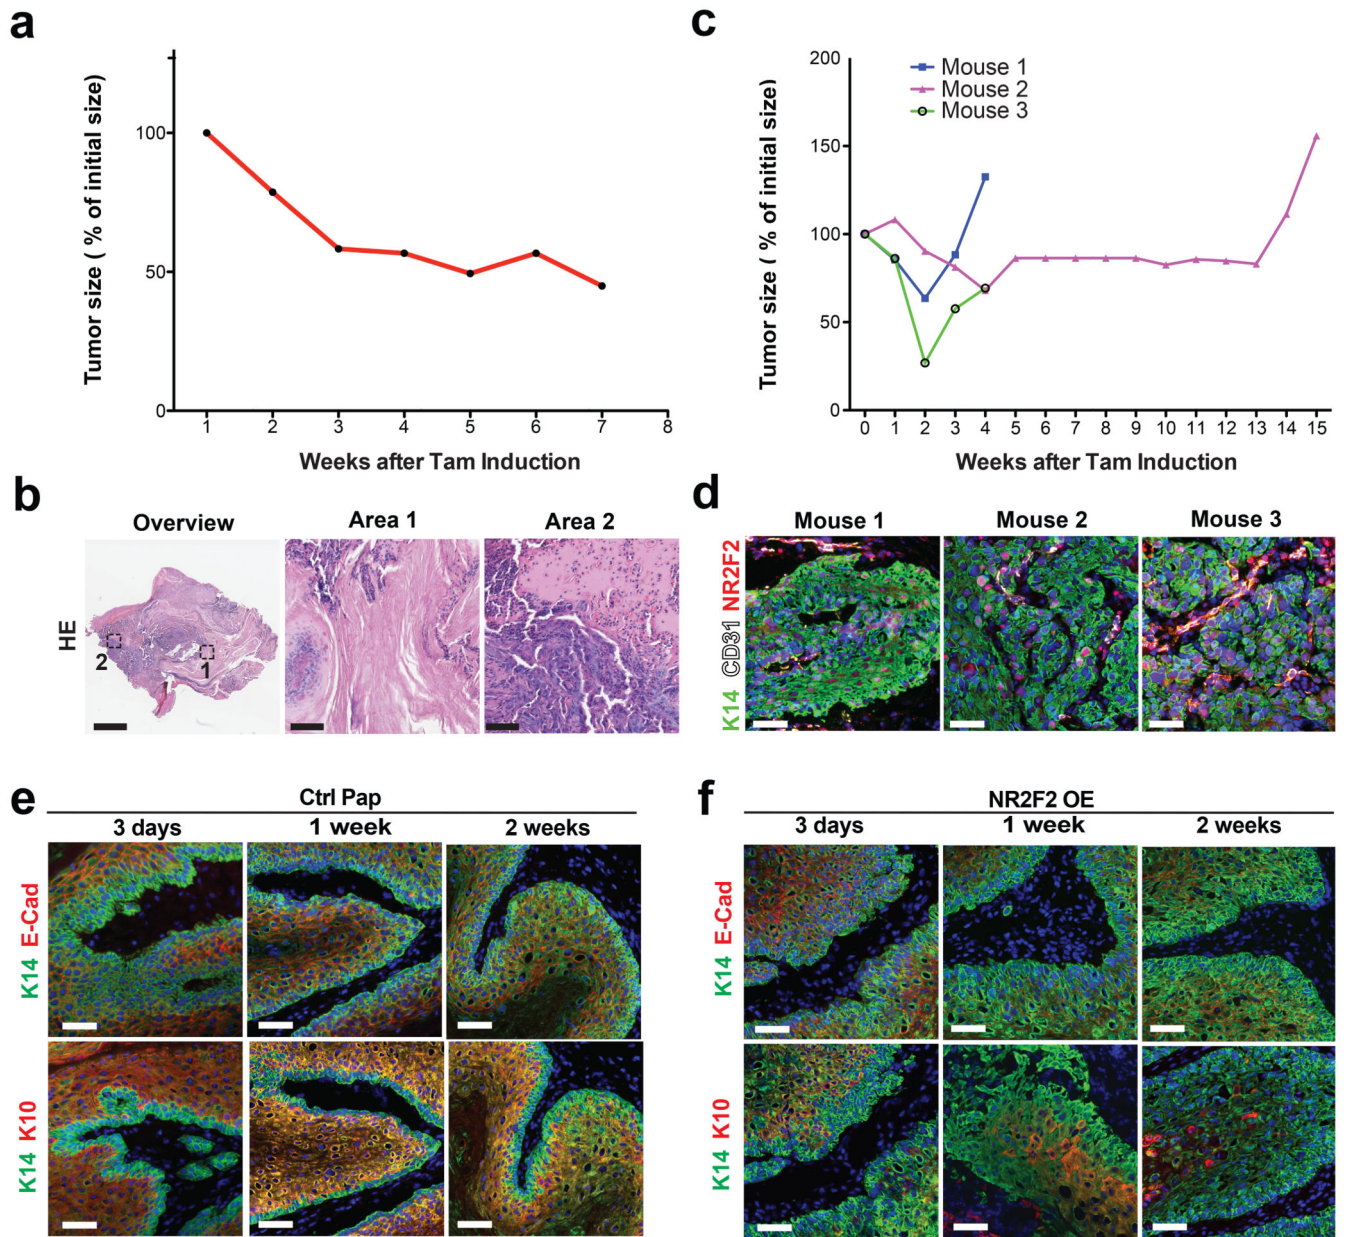 a
Tumor size ( % of initial size)
100
50
0
1 2 3 4 5 6 7 8
Weeks after Tam Induction
c
Tumor size ( % of initial size)
200
150
100
50
0
Mouse 1
Mouse 2
Mouse 3
0 1 2 3 4 5 6 7 8 9 10 11 12 13 14 15
Weeks after Tam Induction
b
Overview Area 1 Area 2
HE
2
1
d
Mouse 1 Mouse 2 Mouse 3
K14 CD31 NR2F2
e
Ctrl Pap
3 days 1 week 2 weeks
K14 E-Cad
K14 K10
f
NR2F2 OE
3 days 1 week 2 weeks
K14 E-Cad
K14 K10